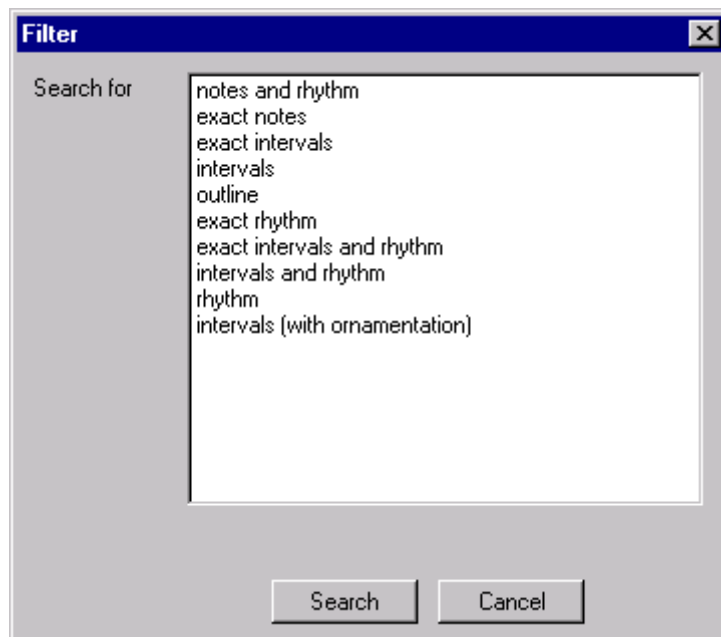 Filter
Search for
notes and rhythm
exact notes
exact intervals
intervals
outline
exact rhythm
exact intervals and rhythm
intervals and rhythm
rhythm
intervals (with ornamentation)
Search Cancel